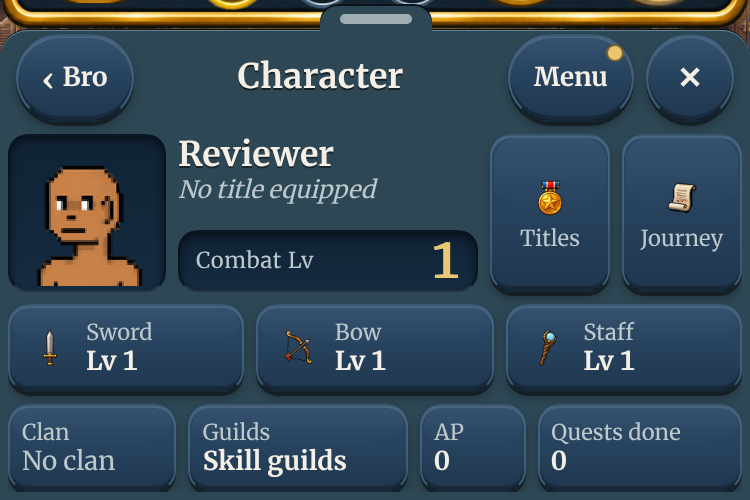 ‹ Bro
Character
Menu
✕
Reviewer
No title equipped
Combat Lv 1
Titles
Journey
Sword
Lv 1
Bow
Lv 1
Staff
Lv 1
Clan
No clan
Guilds
Skill guilds
AP
0
Quests done
0